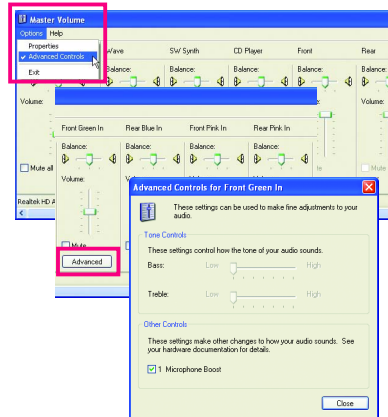 Master Volume
Options Help
Properties
Advanced Controls
Exit
Wave SW Synth CD Player Front Rear
Balance: Balance: Balance: Balance: Balance:
Volume: Volume:
Mute all
Realtek HD A
Front Green In Rear Blue In Front Pink In Rear Pink In
Balance: Balance: Balance: Balance:
Volume:
Mute
Advanced
Advanced Controls for Front Green In
These settings can be used to make fine adjustments to your
audio.
Tone Controls
These settings control how the tone of your audio sounds.
Bass: Low High
Treble: Low High
Other Controls
These settings make other changes to how your audio sounds. See
your hardware documentation for details.
1 Microphone Boost
Close